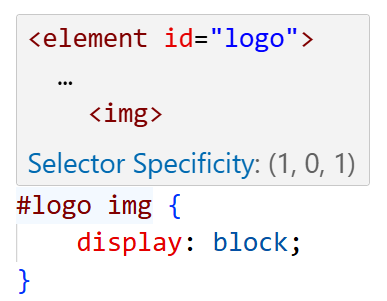 <element id="logo">
…
<img>
Selector Specificity: (1, 0, 1)
#logo img {
display: block;
}